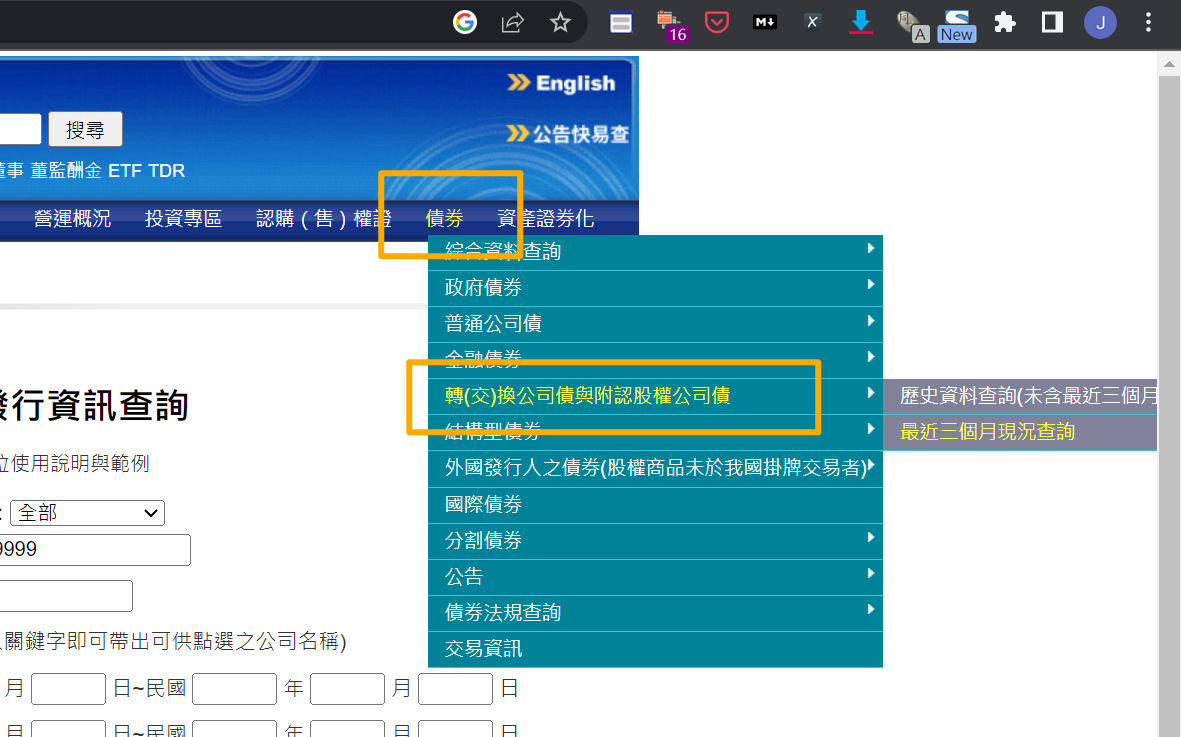 16
M
X
A
New
J
English
搜尋
公告快易查
董事 董監酬金 ETF TDR
營運概況 投資專區 認購(售)權證 債券 資產證券化
綜合資料查詢
政府債券
普通公司債
金融債券
轉(交)換公司債與附認股權公司債
歷史資料查詢(未含最近三個月
結構型債券
最近三個月現況查詢
外國發行人之債券(股權商品未於我國掛牌交易者)
國際債券
分割債券
公告
債券法規查詢
交易資訊
發行資訊查詢
位使用說明與範例
: 全部
9999
關鍵字即可帶出可供點選之公司名稱)
月 日~民國 年 月 日
月 日~民國 年 月 日